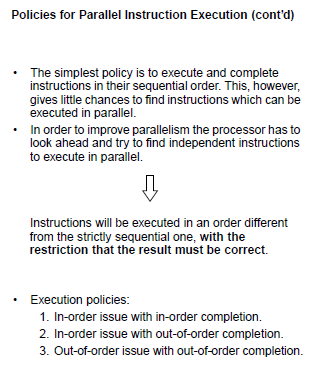 Policies for Parallel Instruction Execution (cont'd)
• The simplest policy is to execute and complete
instructions in their sequential order. This, however,
gives little chances to find instructions which can be
executed in parallel.
• In order to improve parallelism the processor has to
look ahead and try to find independent instructions
to execute in parallel.
Instructions will be executed in an order different
from the strictly sequential one, with the
restriction that the result must be correct.
• Execution policies:
1. In-order issue with in-order completion.
2. In-order issue with out-of-order completion.
3. Out-of-order issue with out-of-order completion.